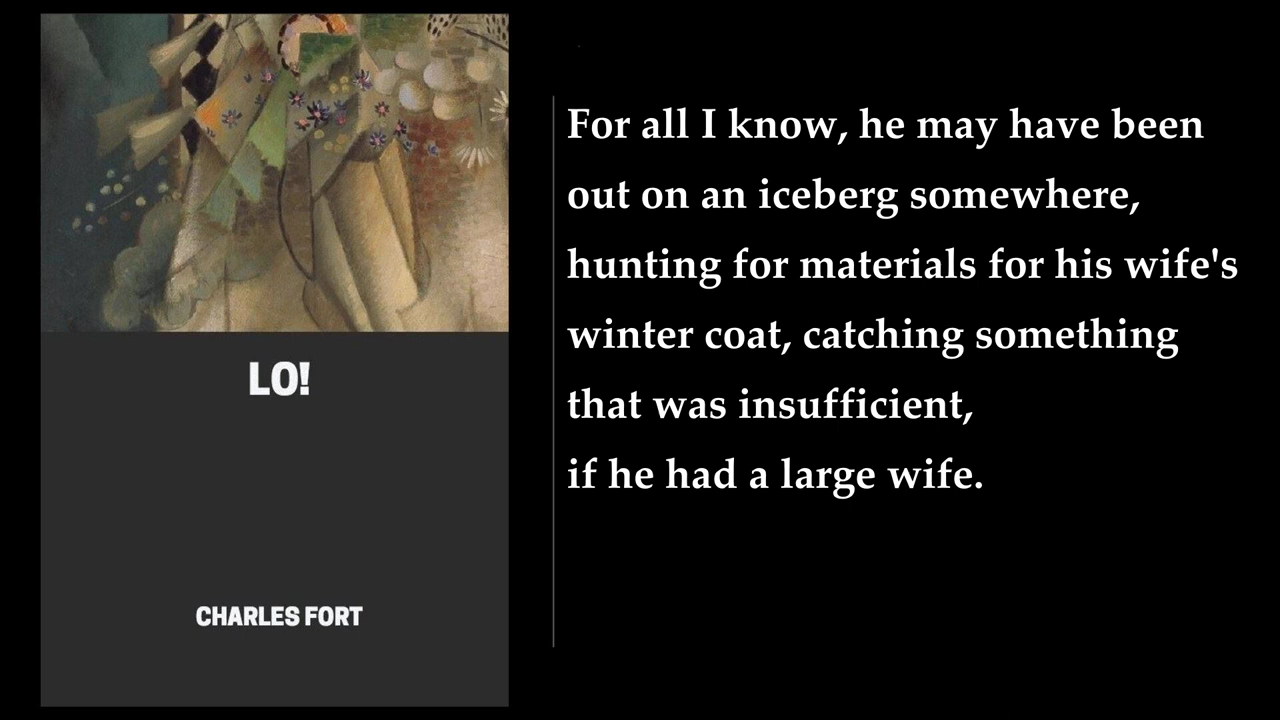 LO!
CHARLES FORT
For all I know, he may have been
out on an iceberg somewhere,
hunting for materials for his wife's
winter coat, catching something
that was insufficient,
if he had a large wife.